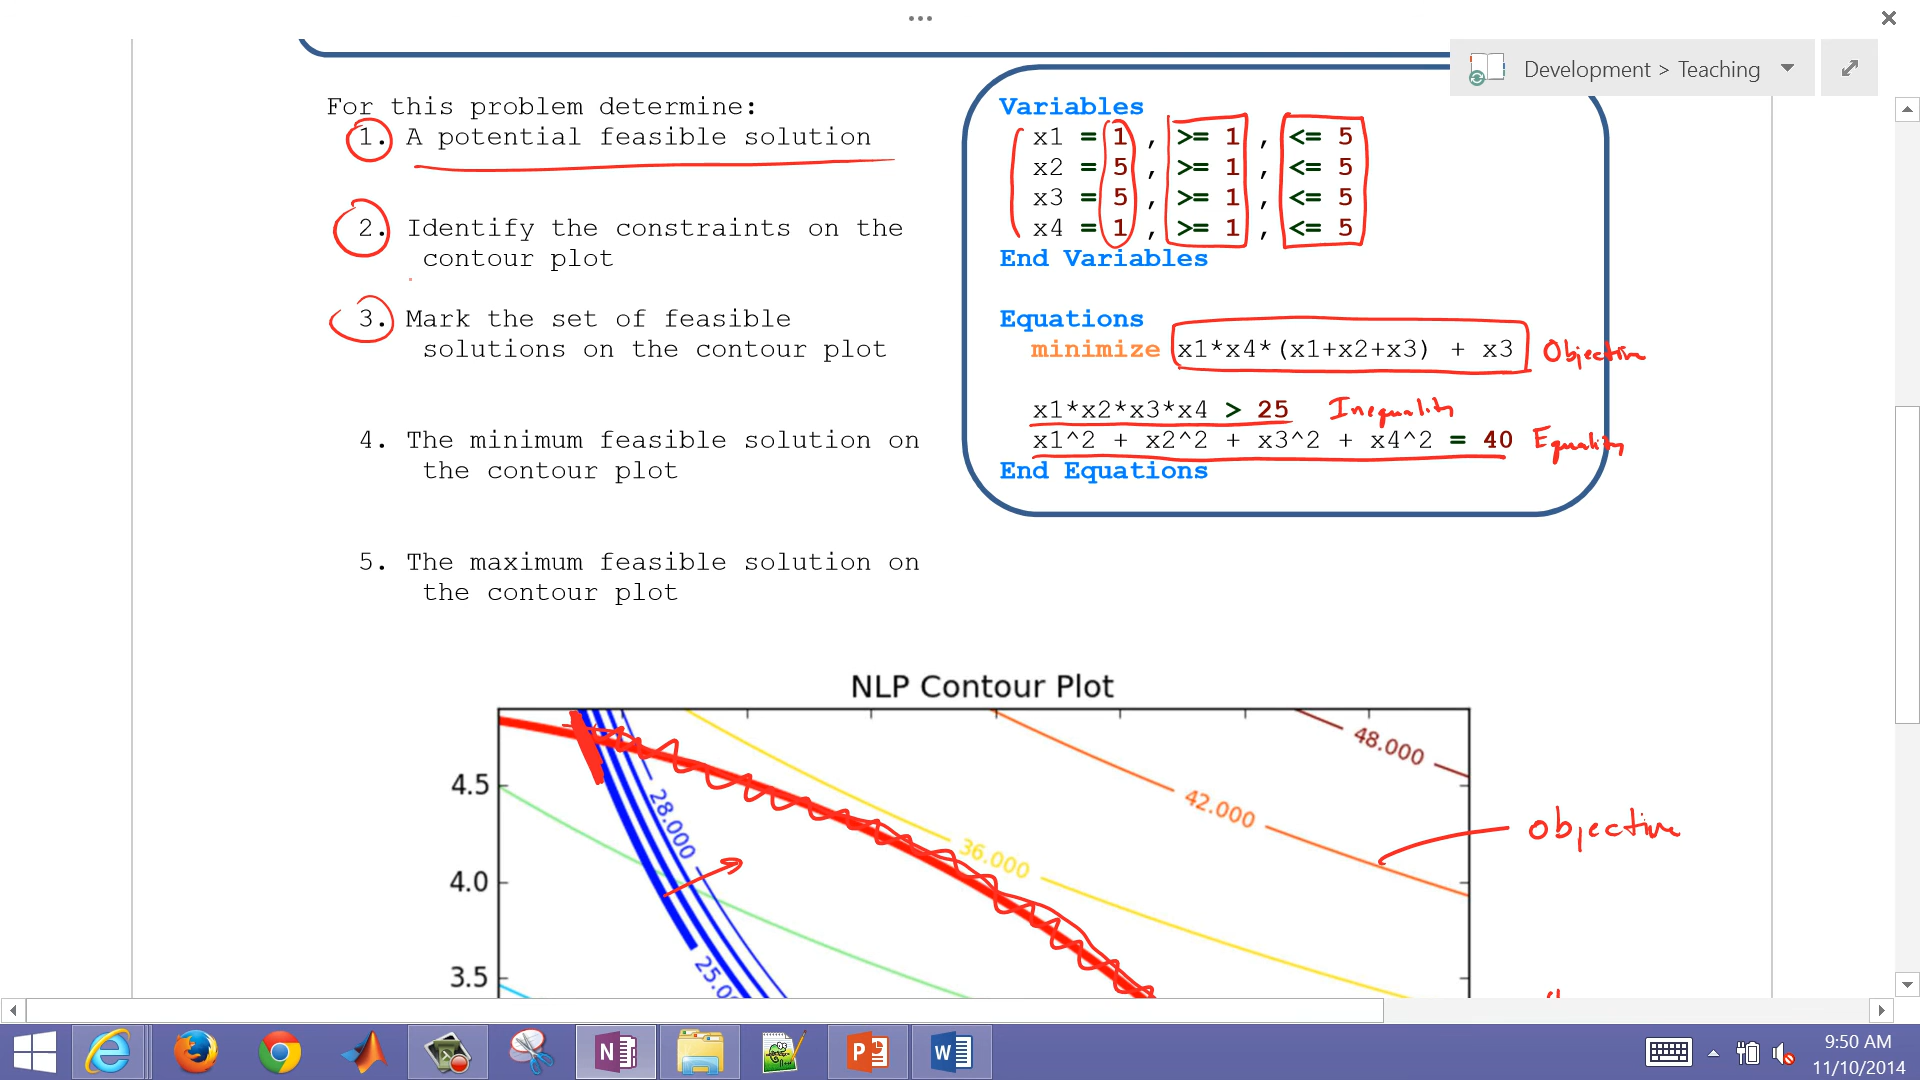 ...
Development > Teaching
For this problem determine:
1. A potential feasible solution
2. Identify the constraints on the
contour plot
3. Mark the set of feasible
solutions on the contour plot
4. The minimum feasible solution on
the contour plot
5. The maximum feasible solution on
the contour plot
Variables
x1 = 1 , >= 1 , <= 5
x2 = 5 , >= 1 , <= 5
x3 = 5 , >= 1 , <= 5
x4 = 1 , >= 1 , <= 5
End Variables
Equations
minimize x1*x4*(x1+x2+x3) + x3 Objective
x1*x2*x3*x4 > 25 Inequality
x1^2 + x2^2 + x3^2 + x4^2 = 40 Equality
End Equations
NLP Contour Plot
48.000
4.5
28.000
42.000
objective
36.000
4.0
3.5
25.0
9:50 AM
11/10/2014